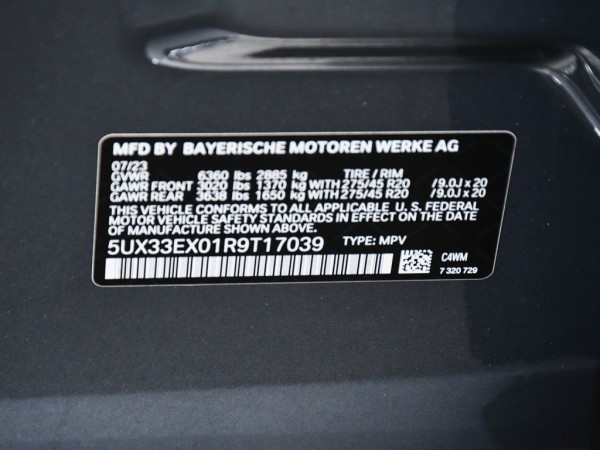 MFD BY BAYERISCHE MOTOREN WERKE AG
07/23
GVWR 6360 lbs 2885 kg TIRE / RIM
GAWR FRONT 3020 lbs 1370 kg WITH 275/45 R20 /9.0J x 20
GAWR REAR 3638 lbs 1650 kg WITH 275/45 R20 /9.0J x 20
THIS VEHICLE CONFORMS TO ALL APPLICABLE U. S. FEDERAL
MOTOR VEHICLE SAFETY STANDARDS IN EFFECT ON THE DATE
OF MANUFACTURE SHOWN ABOVE.
5UX33EX01R9T17039 TYPE: MPV
C4WM
7 320 729